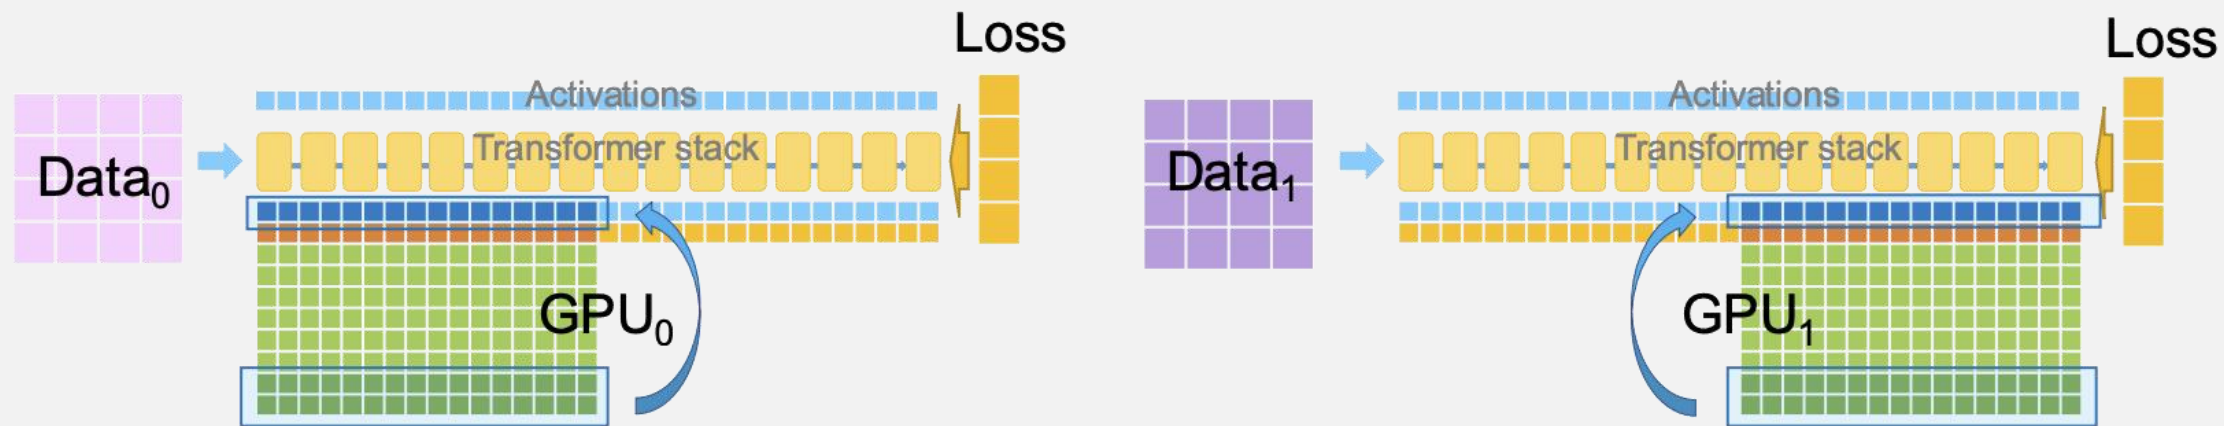 Loss
Activations
Transformer stack
Data₀
GPU₀
Loss
Activations
Transformer stack
Data₁
GPU₁